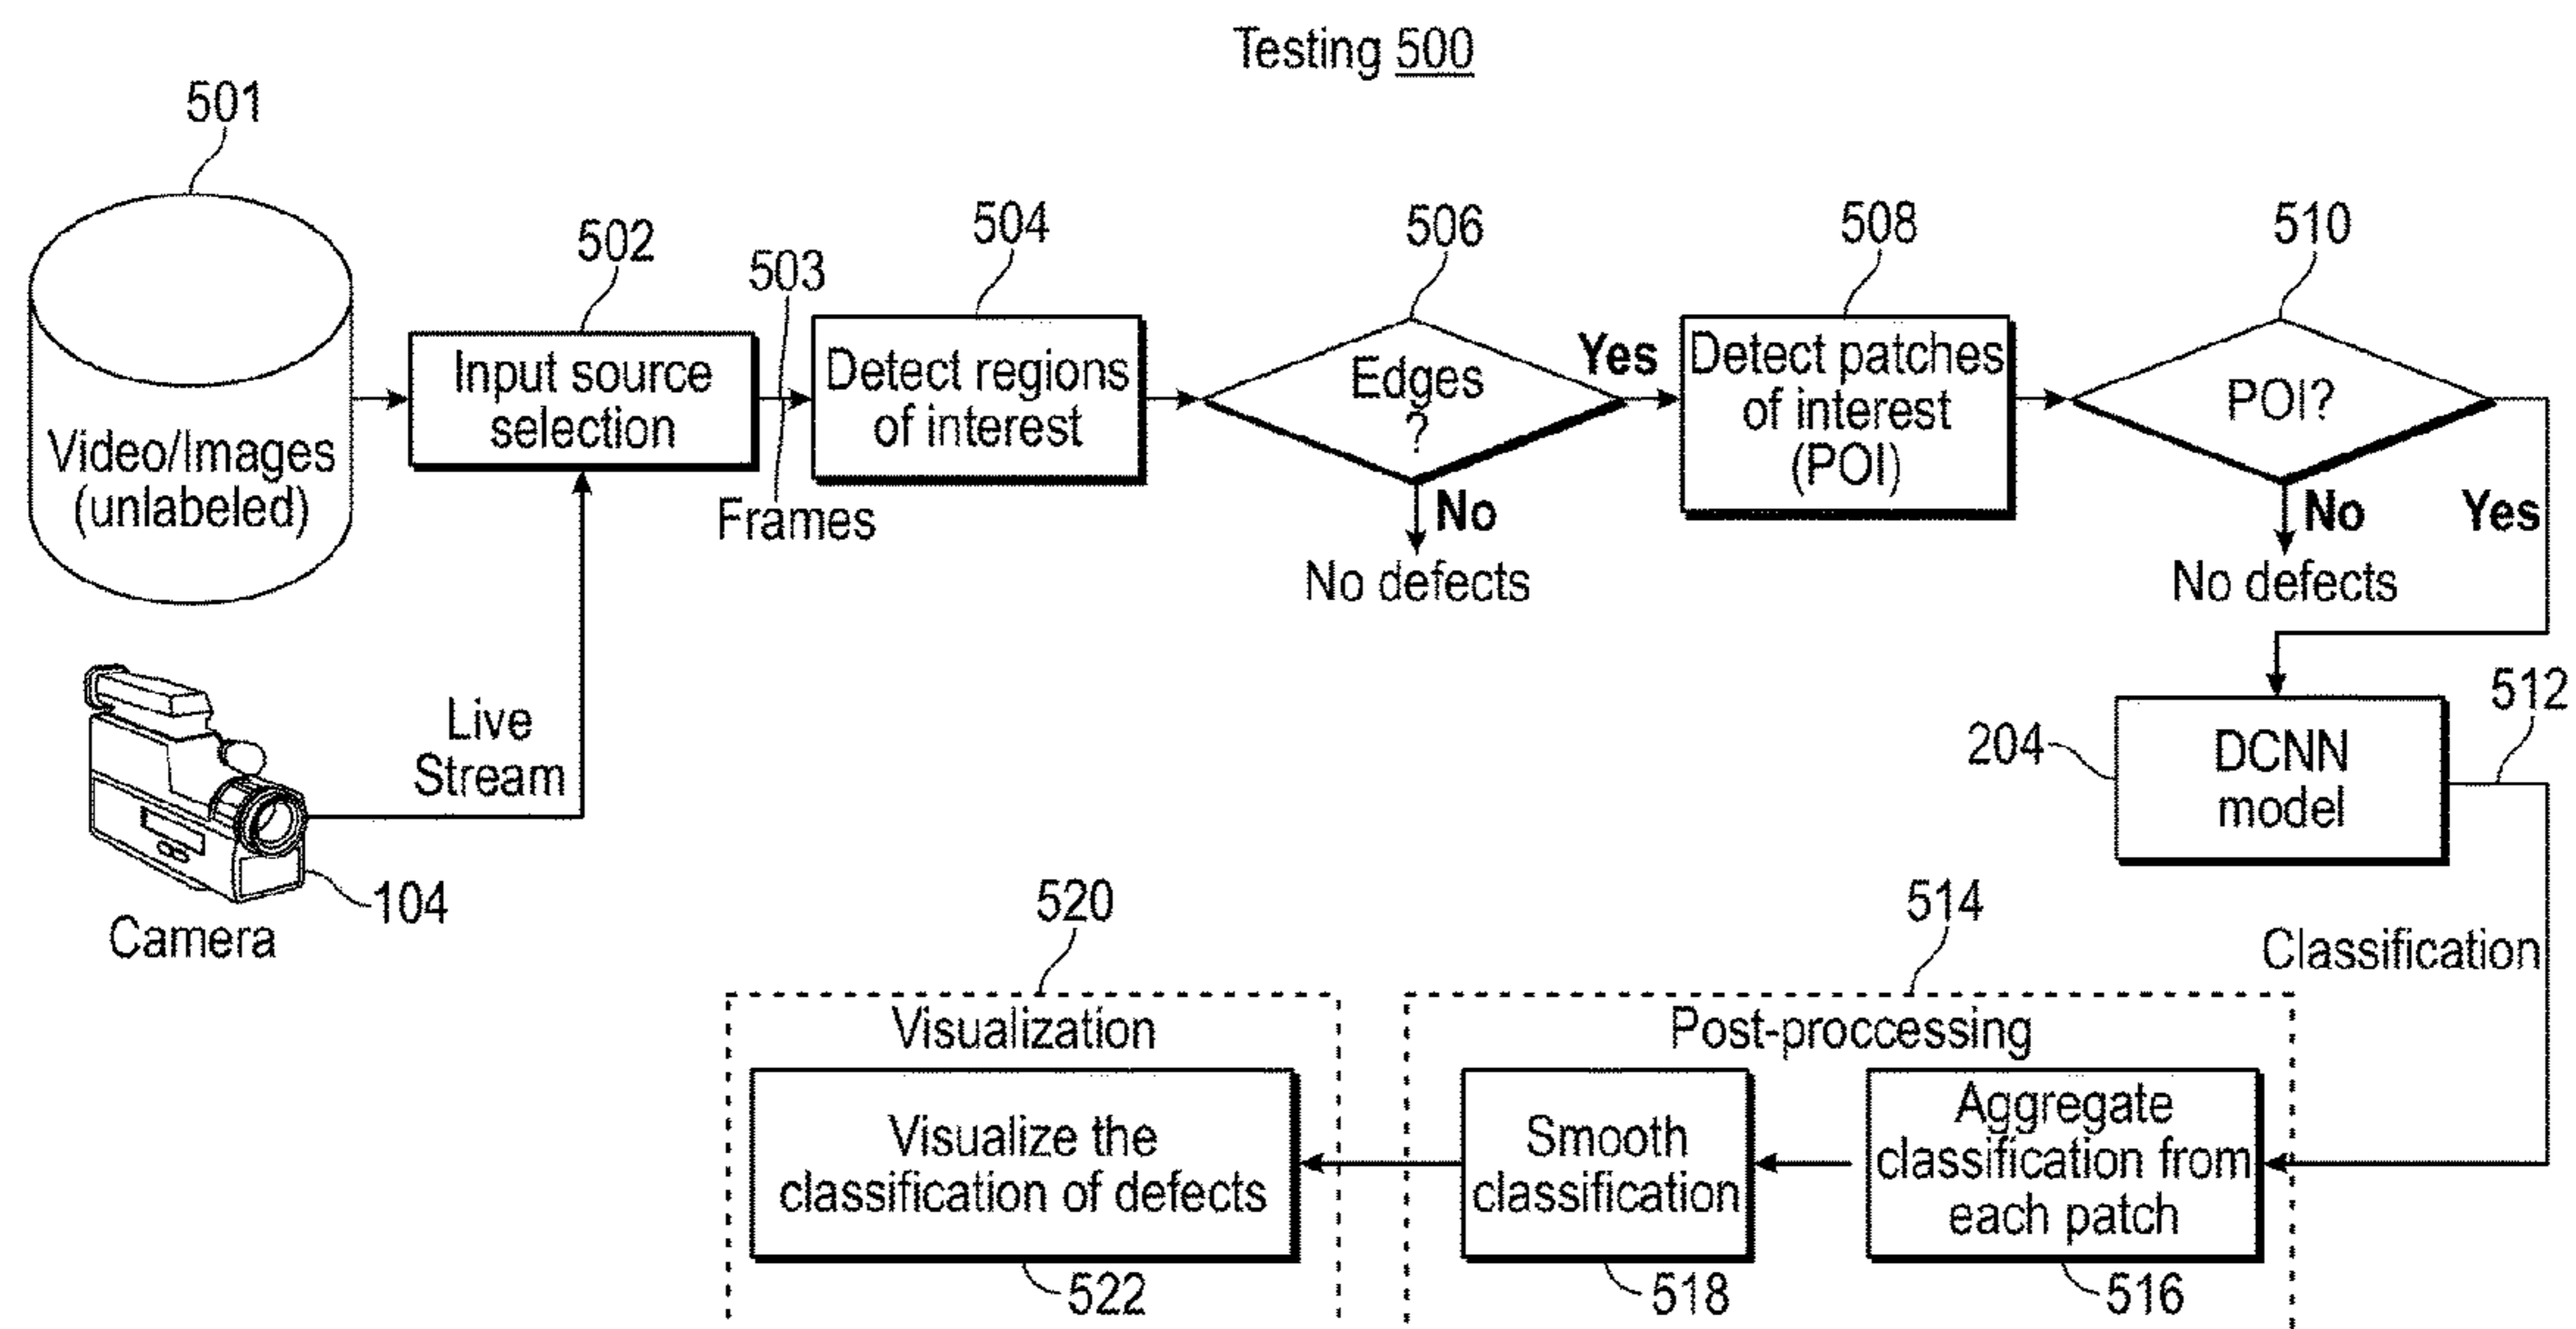 Testing 500
501
502
503
504
506
508
510
Video/Images
(unlabeled)
Input source
selection
Frames
Detect regions
of interest
Edges
?
Yes
No
No defects
Detect patches
of interest
(POI)
POI?
No
Yes
No defects
Live
Stream
104
Camera
204
DCNN
model
512
Classification
520
514
Visualization
Visualize the
classification of defects
522
Post-proccessing
Smooth
classification
518
Aggregate
classification from
each patch
516